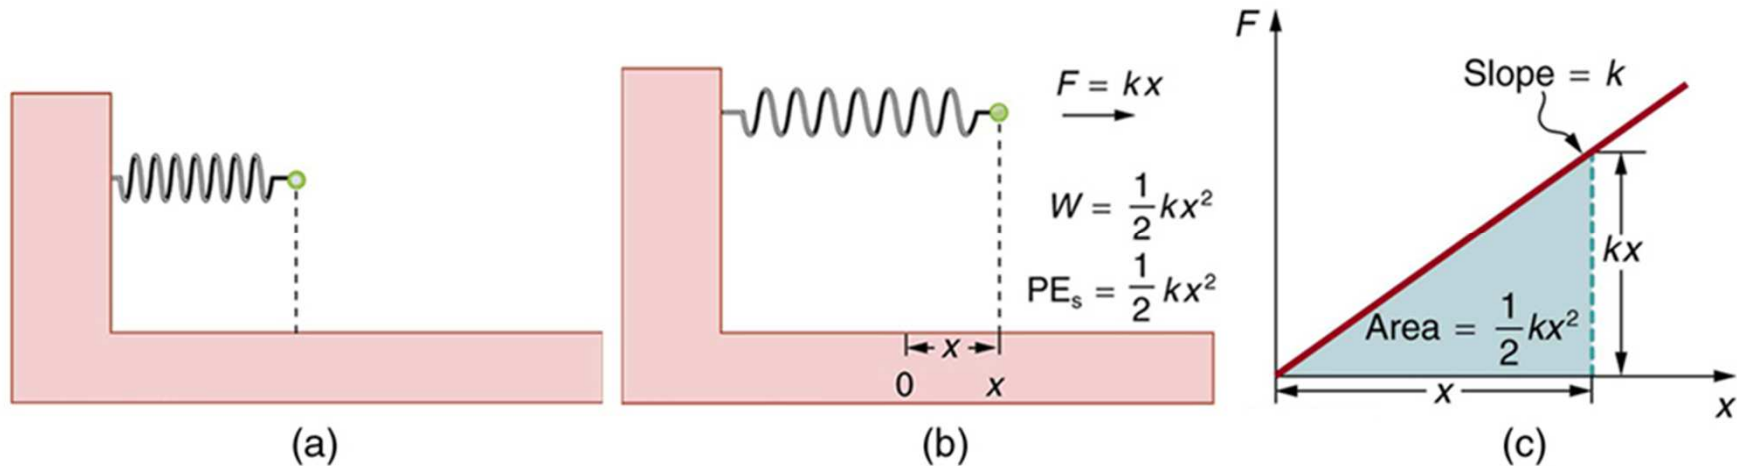 (a)
F = kx
W = 1/2 kx²
PEₛ = 1/2 kx²
x
0 x
(b)
F
Slope = k
kx
Area = 1/2 kx²
x
x
(c)